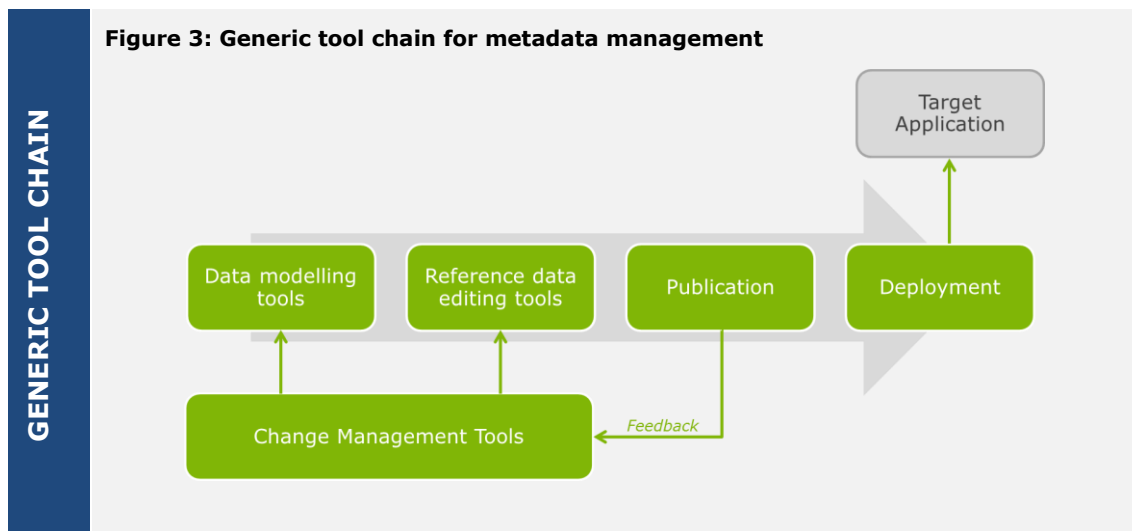 Figure 3: Generic tool chain for metadata management
GENERIC TOOL CHAIN
Target
Application
Data modelling
tools
Reference data
editing tools
Publication
Deployment
Change Management Tools
Feedback